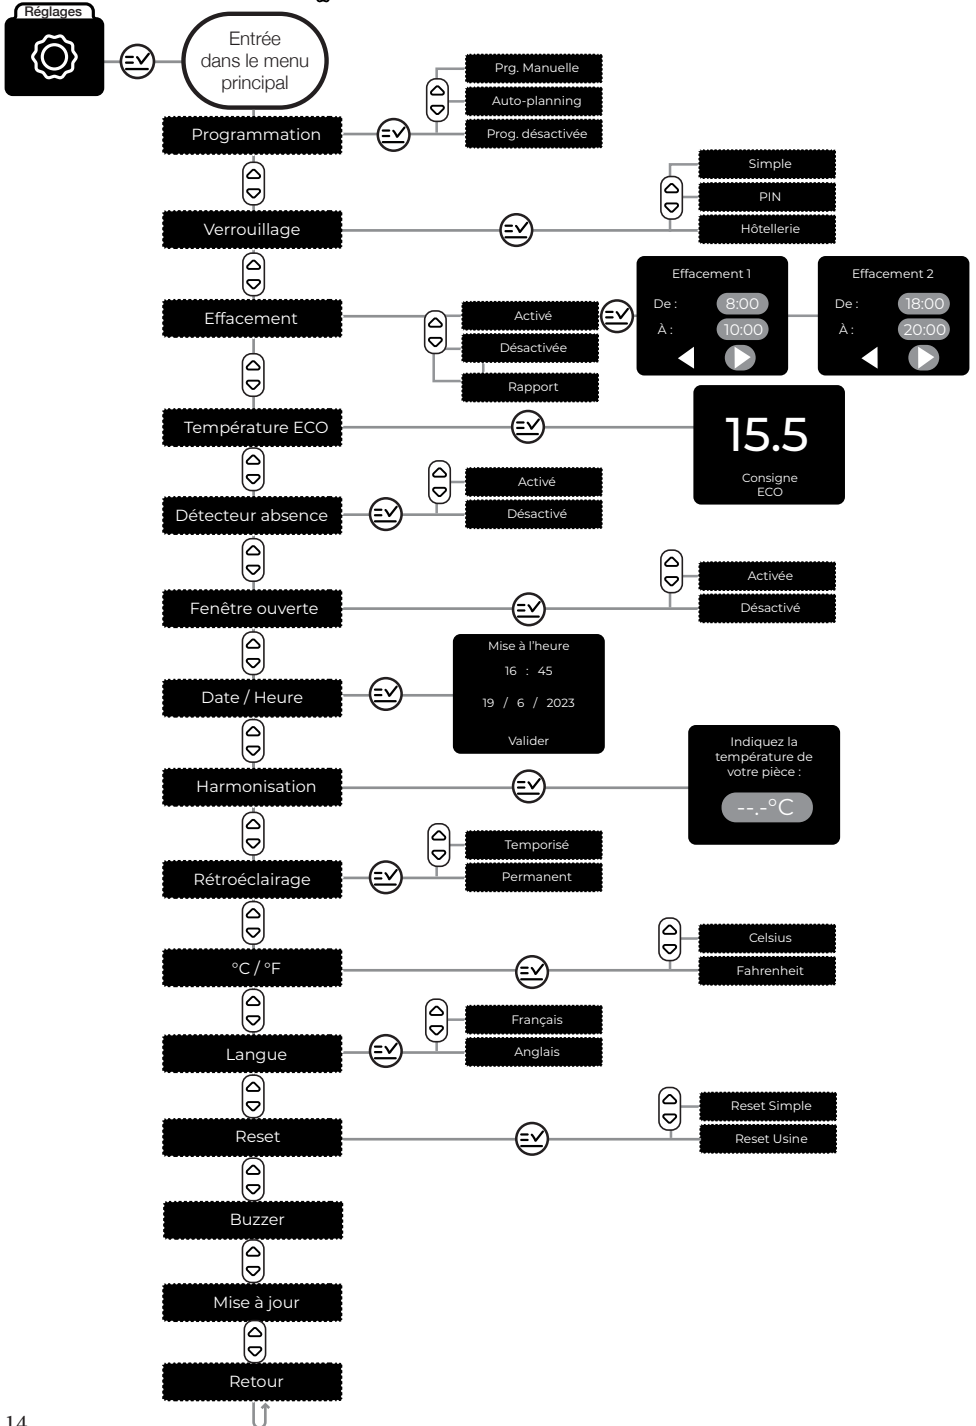 Réglages
Entrée
dans le menu
principal
Programmation
Prg. Manuelle
Auto-planning
Prog. désactivée
Verrouillage
Simple
PIN
Hôtellerie
Effacement
Activé
Désactivée
Rapport
Effacement 1
De : 8:00
À : 10:00
Effacement 2
De : 18:00
À : 20:00
Température ECO
15.5
Consigne
ECO
Détecteur absence
Activé
Désactivé
Fenêtre ouverte
Activée
Désactivé
Date / Heure
Mise à l'heure
16 : 45
19 / 6 / 2023
Valider
Harmonisation
Indiquez la
température de
votre pièce :
--.-°C
Rétroéclairage
Temporisé
Permanent
°C / °F
Celsius
Fahrenheit
Langue
Français
Anglais
Reset
Reset Simple
Reset Usine
Buzzer
Mise à jour
Retour
14